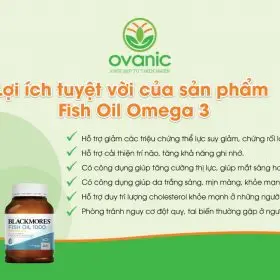 ovanic
Lợi ích tuyệt vời của sản phẩm
Fish Oil Omega 3
Hỗ trợ giảm các triệu chứng thể lực suy giảm, chứng rối lo
Hỗ trợ cải thiện trí não, tăng khả năng ghi nhớ.
Có công dụng giúp tăng cường thị lực, giúp mắt sáng hơ
Có công dụng giúp da trắng sáng, mịn màng, khỏe mạn
Hỗ trợ duy trì lượng cholesterol khỏe mạnh ở những ngườ
Phòng tránh nguy cơ đột quỵ, tai biến thường gặp ở ngườ
BLACKMORES
FISH OIL 1000